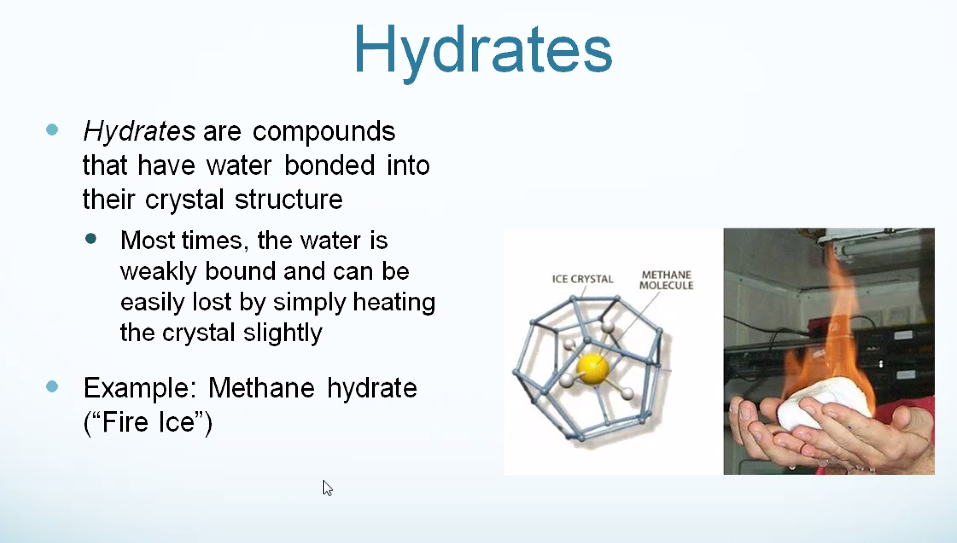 Hydrates
Hydrates are compounds
that have water bonded into
their crystal structure
Most times, the water is
weakly bound and can be
easily lost by simply heating
the crystal slightly
Example: Methane hydrate
(“Fire Ice”)
ICE CRYSTAL
METHANE
MOLECULE